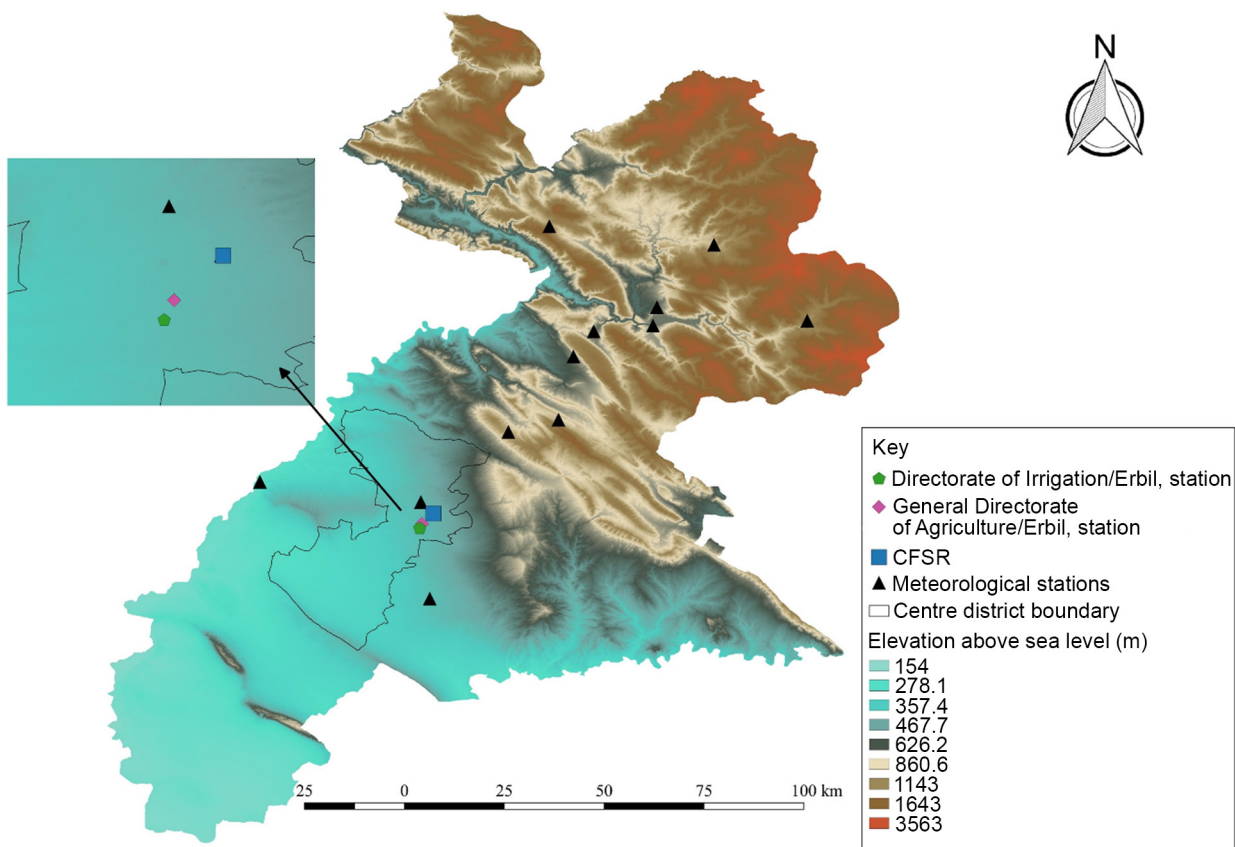 N
Key
Directorate of Irrigation/Erbil, station
General Directorate
of Agriculture/Erbil, station
CFSR
Meteorological stations
Centre district boundary
Elevation above sea level (m)
154
278.1
357.4
467.7
626.2
860.6
1143
1643
3563
25 0 25 50 75 100 km